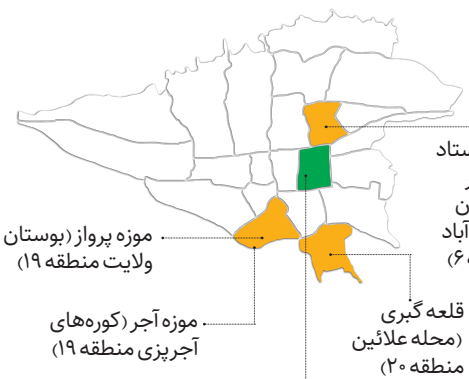 ستاد
آباد
موزه پرواز (بوستان
ولایت منطقه ۱۹)
موزه آجر (کوره‌های
آجرپزی منطقه ۱۹)
قلعه گبری
(محله علائین
منطقه ۲۰)